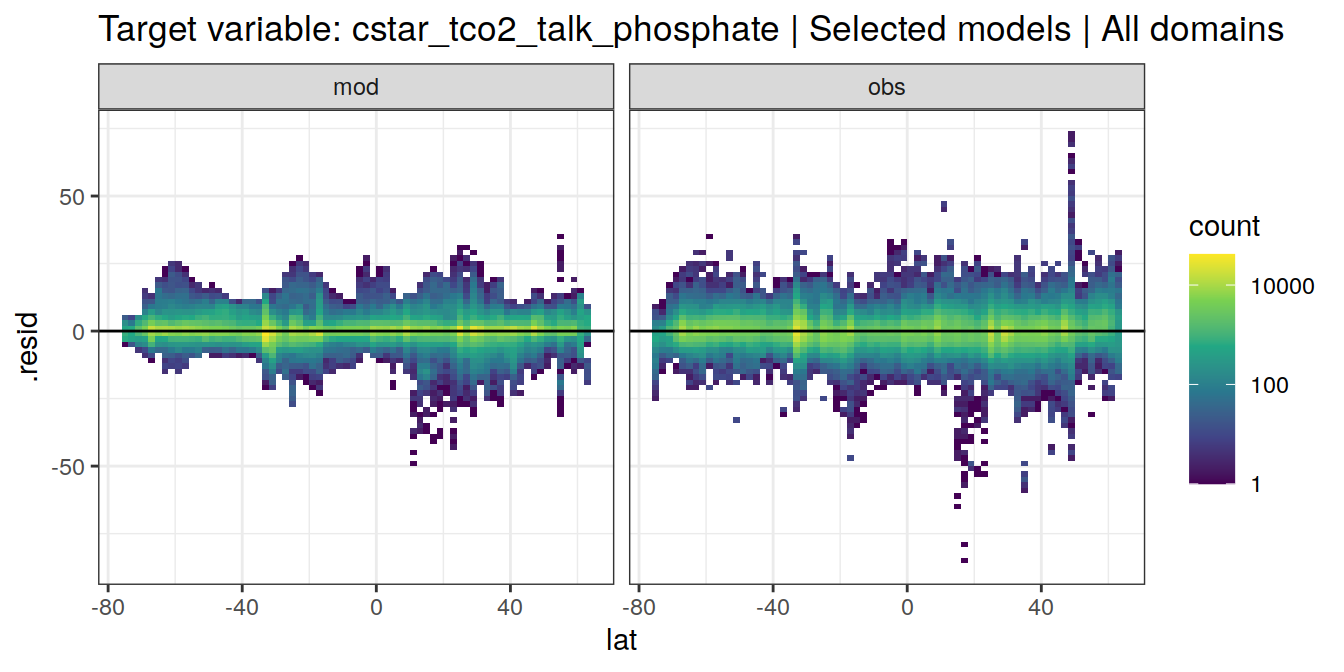 Target variable: cstar_tco2_talk_phosphate | Selected models | All domains
mod
obs
.resid
50
0
-50
-80
-40
0
40
-80
-40
0
40
lat
count
10000
100
1